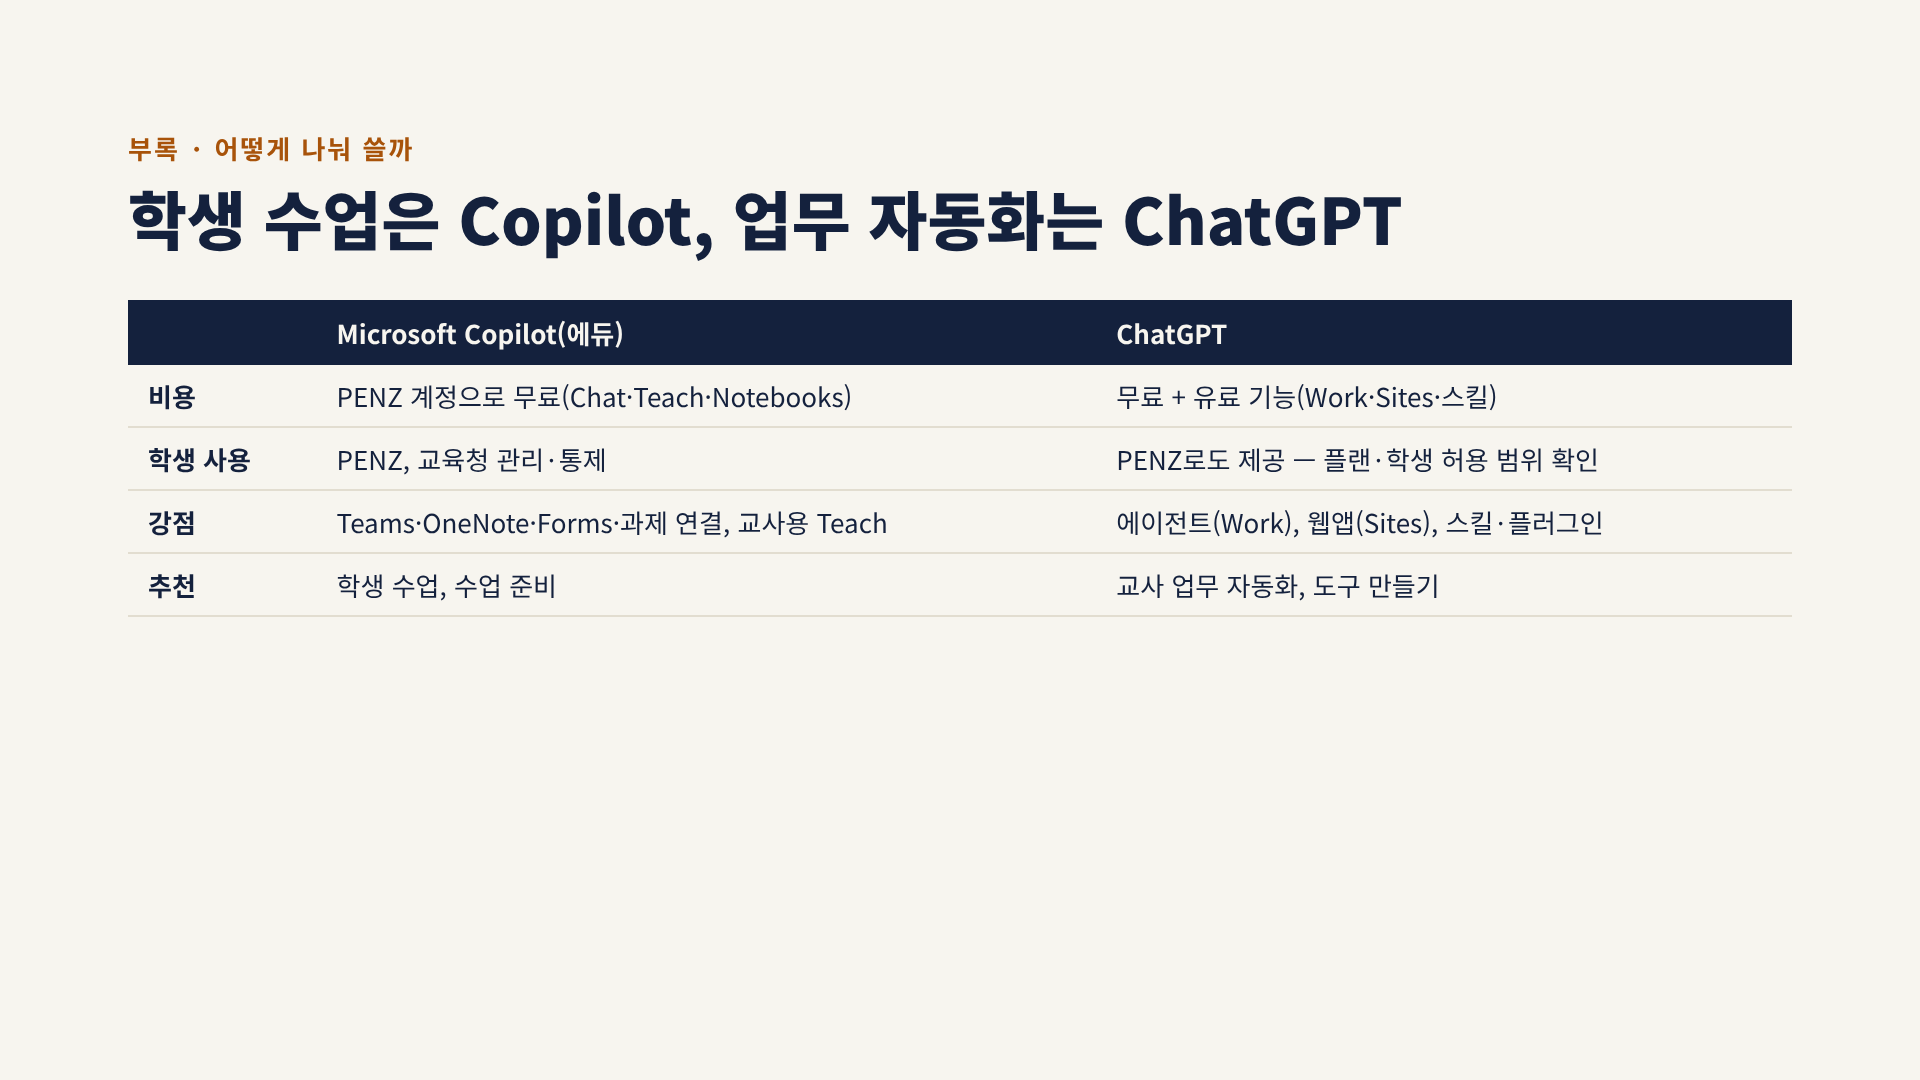 부록 · 어떻게 나눠 쓸까
학생 수업은 Copilot, 업무 자동화는 ChatGPT
Microsoft Copilot(에듀) ChatGPT
비용 PENZ 계정으로 무료(Chat·Teach·Notebooks) 무료 + 유료 기능(Work·Sites·스킬)
학생 사용 PENZ, 교육청 관리·통제 PENZ로도 제공 — 플랜·학생 허용 범위 확인
강점 Teams·OneNote·Forms·과제 연결, 교사용 Teach 에이전트(Work), 웹앱(Sites), 스킬·플러그인
추천 학생 수업, 수업 준비 교사 업무 자동화, 도구 만들기